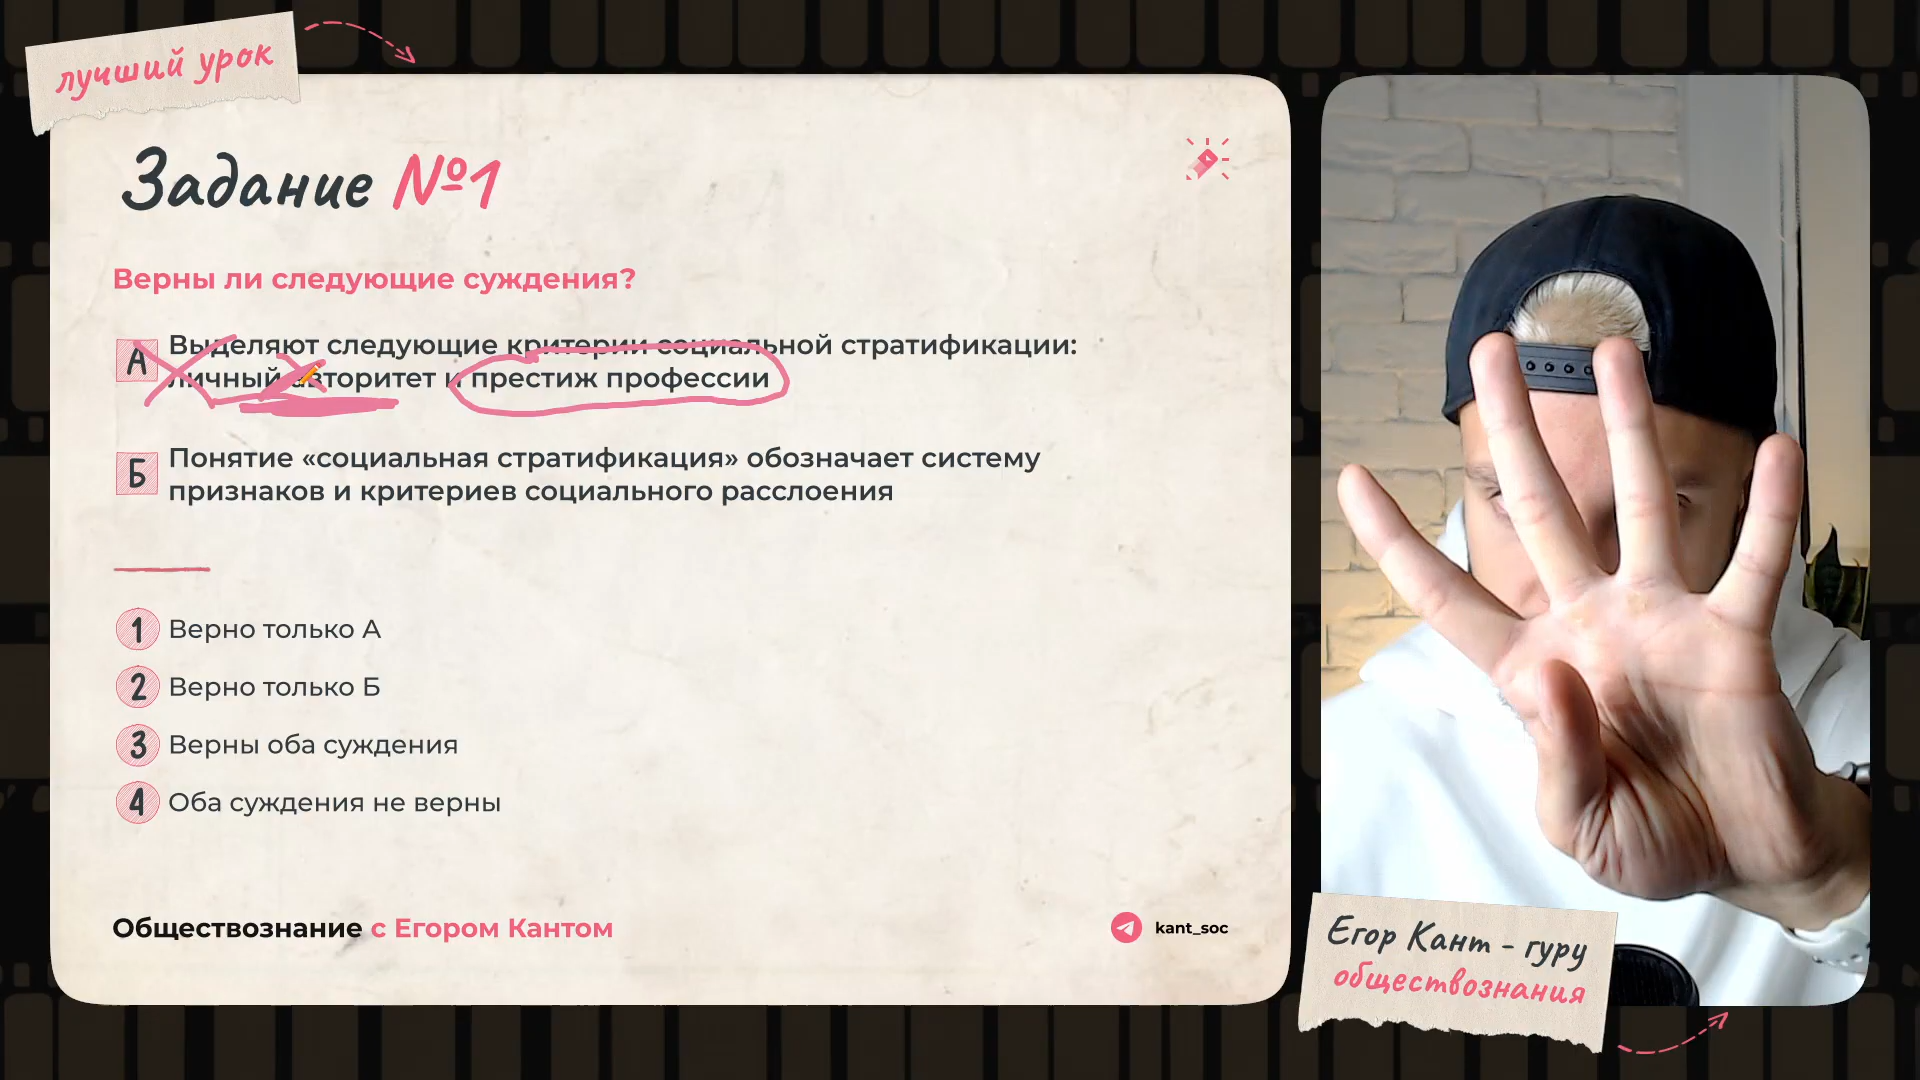 лучший урок
Задание №1
Верны ли следующие суждения?
А
Выделяют следующие критерии социальной стратификации:
личный авторитет и престиж профессии
Б
Понятие «социальная стратификация» обозначает систему
признаков и критериев социального расслоения
1 Верно только А
2 Верно только Б
3 Верны оба суждения
4 Оба суждения не верны
Обществознание с Егором Кантом
kant_soc
Егор Кант - гуру
обществознания